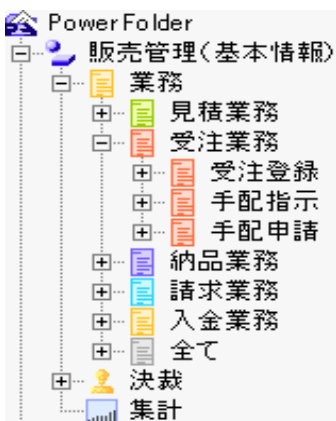 PowerFolder
販売管理(基本情報)
業務
見積業務
受注業務
受注登録
手配指示
手配申請
納品業務
請求業務
入金業務
全て
決裁
集計